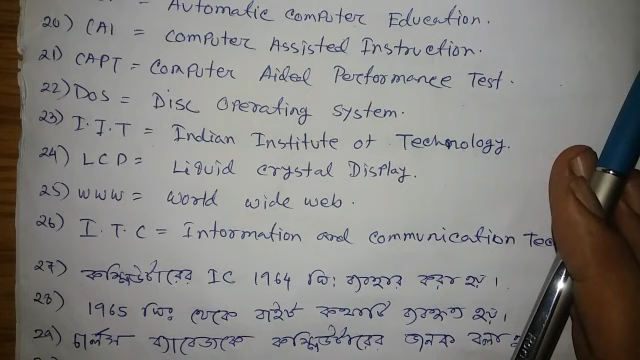 = Automatic Computer Education.
20) CAI = Computer Assisted Instruction.
21) CAPT = Computer Aided Performance Test.
22) DOS = Disc Operating System.
23) I.I.T = Indian Institute of Technology.
24) LCD = Liquid Crystal Display.
25) WWW = World wide web.
26) I.T.C = Information and communication Tec
27) কম্পিউটারের IC 1964 খ্রিঃ ব্যবহার করা হয়।
28) 1965 খ্রিঃ থেকে বাইট কথাটি ব্যবহৃত হয়।
29) চার্লস ব্যাবেজকে কম্পিউটারের জনক বলা